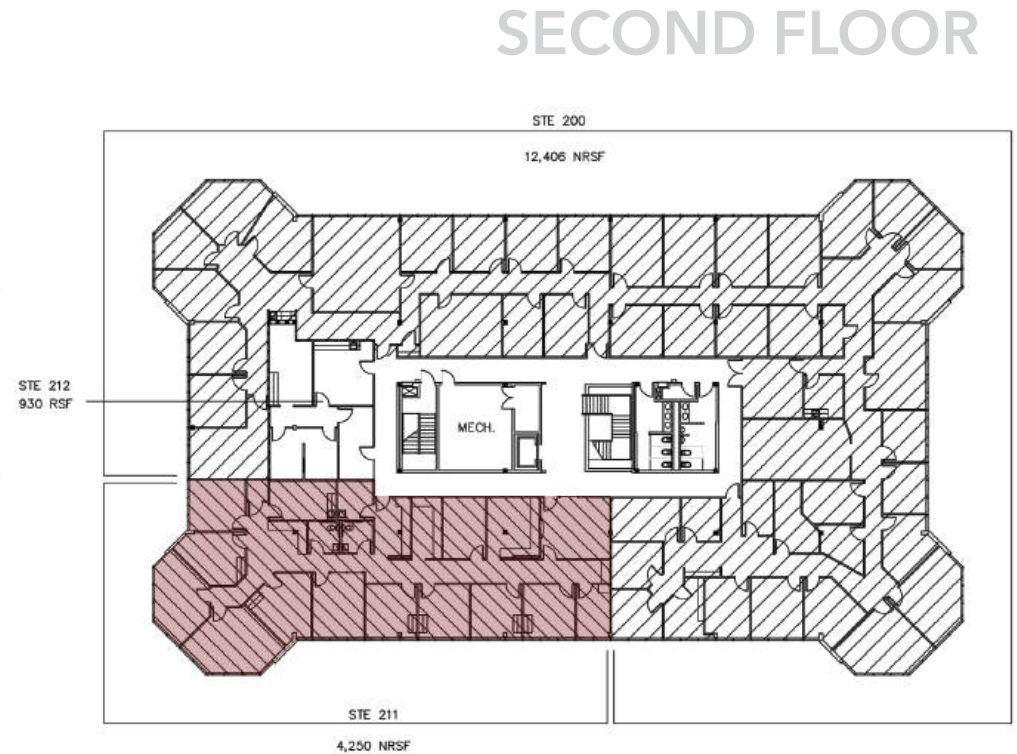 SECOND FLOOR
STE 200
12,406 NRSF
STE 212
930 RSF
MECH.
STE 211
4,250 NRSF